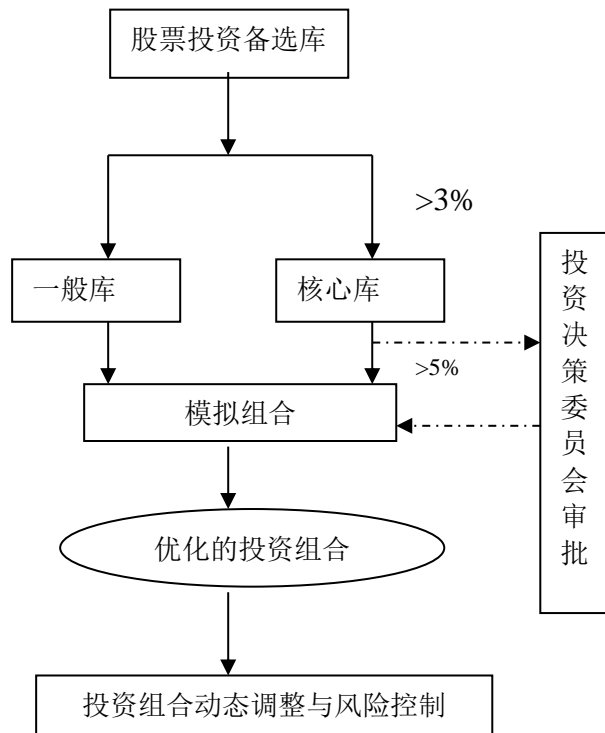 股票投资备选库
>3%
一般库
核心库
>5%
模拟组合
投资决策委员会审批
优化的投资组合
投资组合动态调整与风险控制